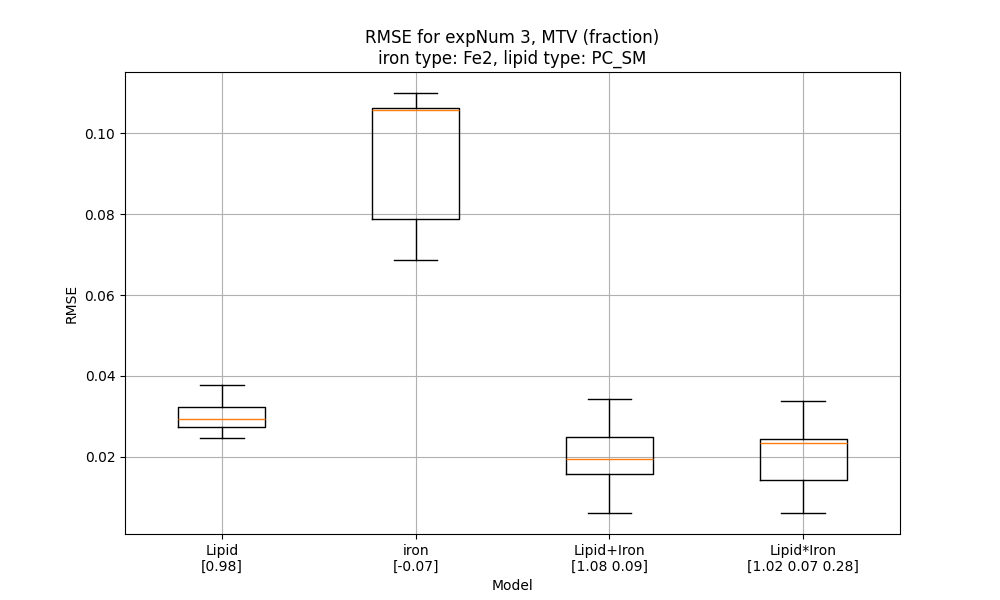 RMSE for expNum 3, MTV (fraction)
iron type: Fe2, lipid type: PC_SM
0.10
0.08
0.06
0.04
0.02
RMSE
Lipid
[0.98]
iron
[-0.07]
Lipid+Iron
[1.08 0.09]
Lipid*Iron
[1.02 0.07 0.28]
Model